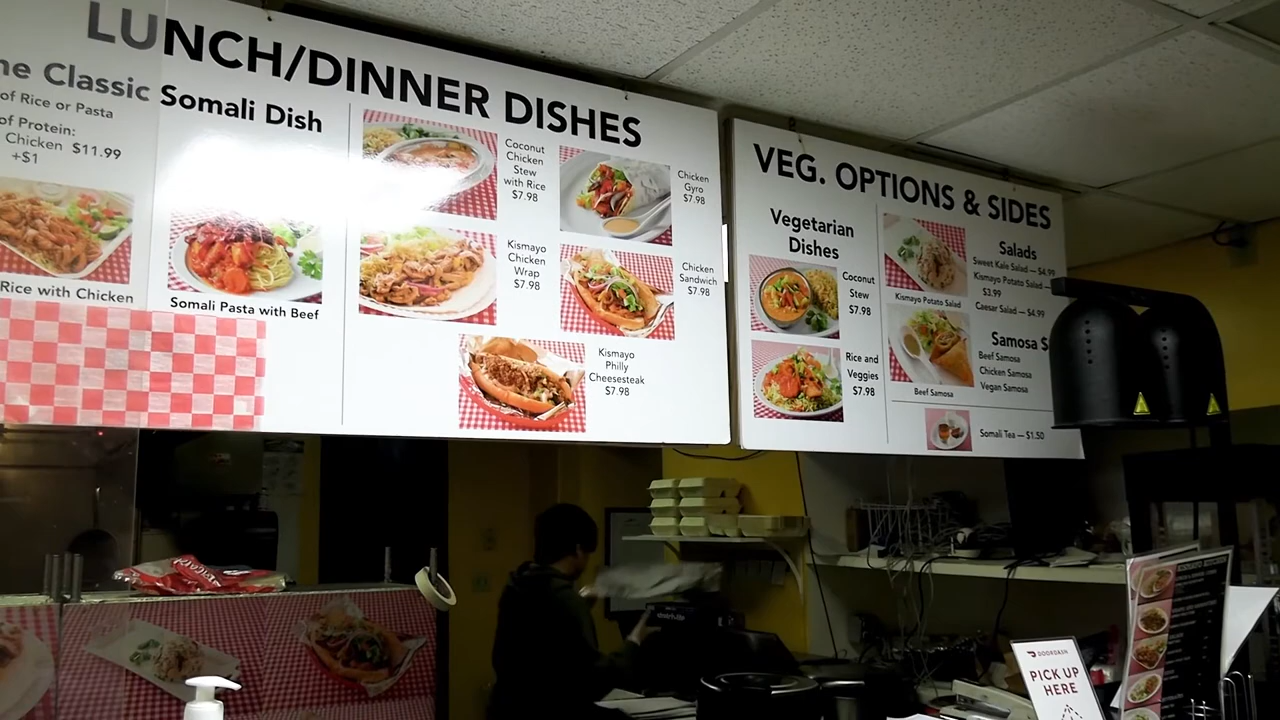 LUNCH/DINNER DISHES
ne Classic Somali Dish
of Rice or Pasta
of Protein:
Chicken $11.99
+$1
Rice with Chicken
Somali Pasta with Beef
Coconut
Chicken
Stew
with Rice
$7.98
Chicken
Gyro
$7.98
Kismayo
Chicken
Wrap
$7.98
Chicken
Sandwich
$7.98
Kismayo
Philly
Cheesesteak
$7.98
VEG. OPTIONS & SIDES
Vegetarian
Dishes
Coconut
Stew
$7.98
Rice and
Veggies
$7.98
Kismayo Potato Salad
Beef Samosa
Salads
Sweet Kale Salad — $4.99
Kismayo Potato Salad —
$3.99
Caesar Salad — $4.99
Samosa $
Beef Samosa
Chicken Samosa
Vegan Samosa
Somali Tea — $1.50
DOORDASH
PICK UP
HERE
KISMAYO KITCHEN